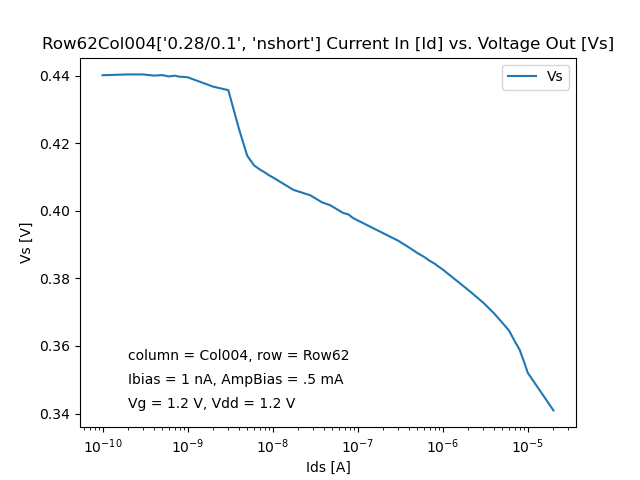 Row62Col004['0.28/0.1', 'nshort'] Current In [Id] vs. Voltage Out [Vs]
Vs
0.44
0.42
0.40
0.38
0.36
0.34
Vs [V]
column = Col004, row = Row62
Ibias = 1 nA, AmpBias = .5 mA
Vg = 1.2 V, Vdd = 1.2 V
10⁻¹⁰ 10⁻⁹ 10⁻⁸ 10⁻⁷ 10⁻⁶ 10⁻⁵
Ids [A]